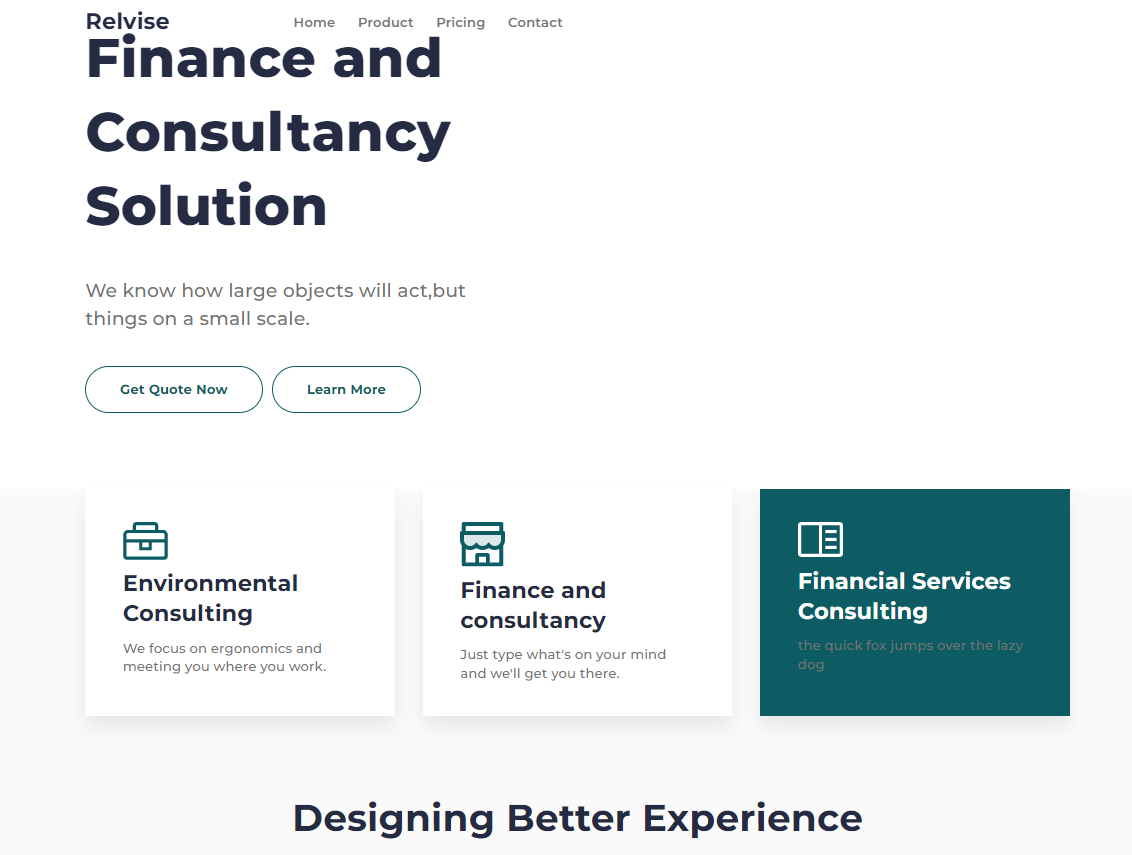 Relvise
Home Product Pricing Contact
Finance and
Consultancy
Solution
We know how large objects will act,but
things on a small scale.
Get Quote Now
Learn More
Environmental
Consulting
We focus on ergonomics and
meeting you where you work.
Finance and
consultancy
Just type what's on your mind
and we'll get you there.
Financial Services
Consulting
the quick fox jumps over the lazy
dog
Designing Better Experience